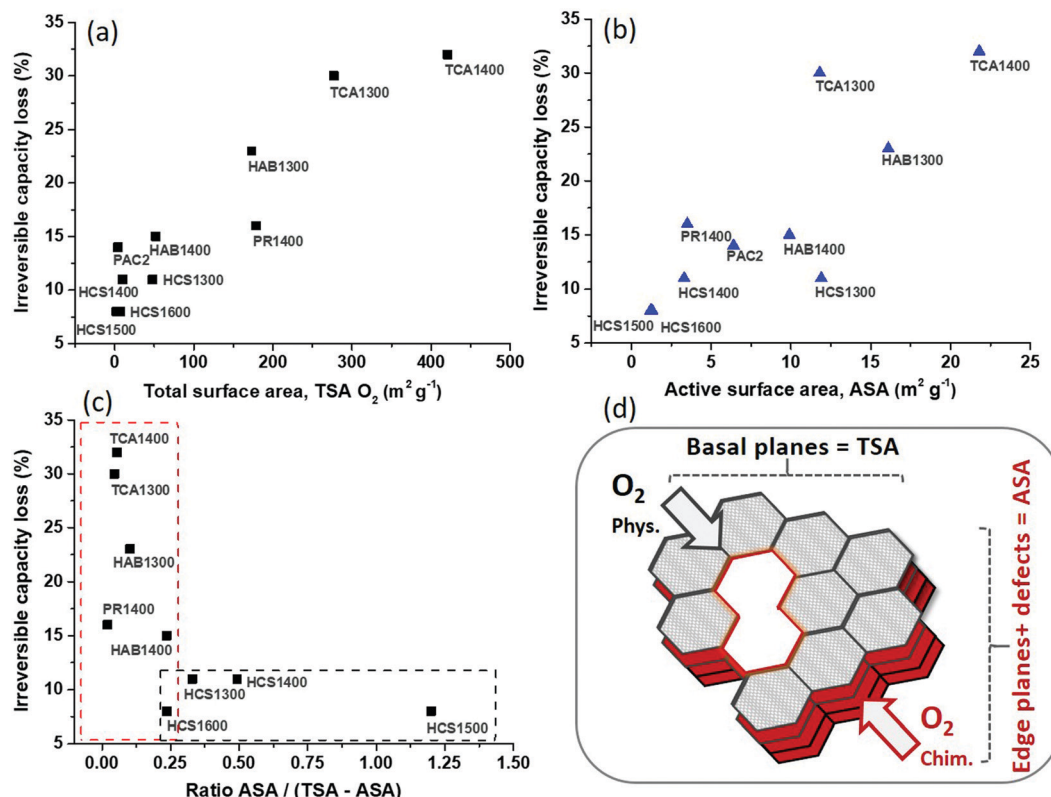 (a)
Irreversible capacity loss (%)
35
30
25
20
15
10
5
TCA1400
TCA1300
HAB1300
PR1400
HAB1400
PAC2
HCS1300
HCS1400
HCS1600
HCS1500
0 100 200 300 400 500
Total surface area, TSA O₂ (m² g⁻¹)
(b)
Irreversible capacity loss (%)
35
30
25
20
15
10
5
TCA1400
TCA1300
HAB1300
PR1400
HAB1400
PAC2
HCS1400
HCS1300
HCS1500 HCS1600
0 5 10 15 20 25
Active surface area, ASA (m² g⁻¹)
(c)
Irreversible capacity loss (%)
35
30
25
20
15
10
5
TCA1400
TCA1300
HAB1300
PR1400
HAB1400
HCS1300
HCS1400
HCS1600
HCS1500
0.00 0.25 0.50 0.75 1.00 1.25 1.50
Ratio ASA / (TSA - ASA)
(d)
Basal planes = TSA
O₂
Phys.
Edge planes+ defects = ASA
O₂
Chim.